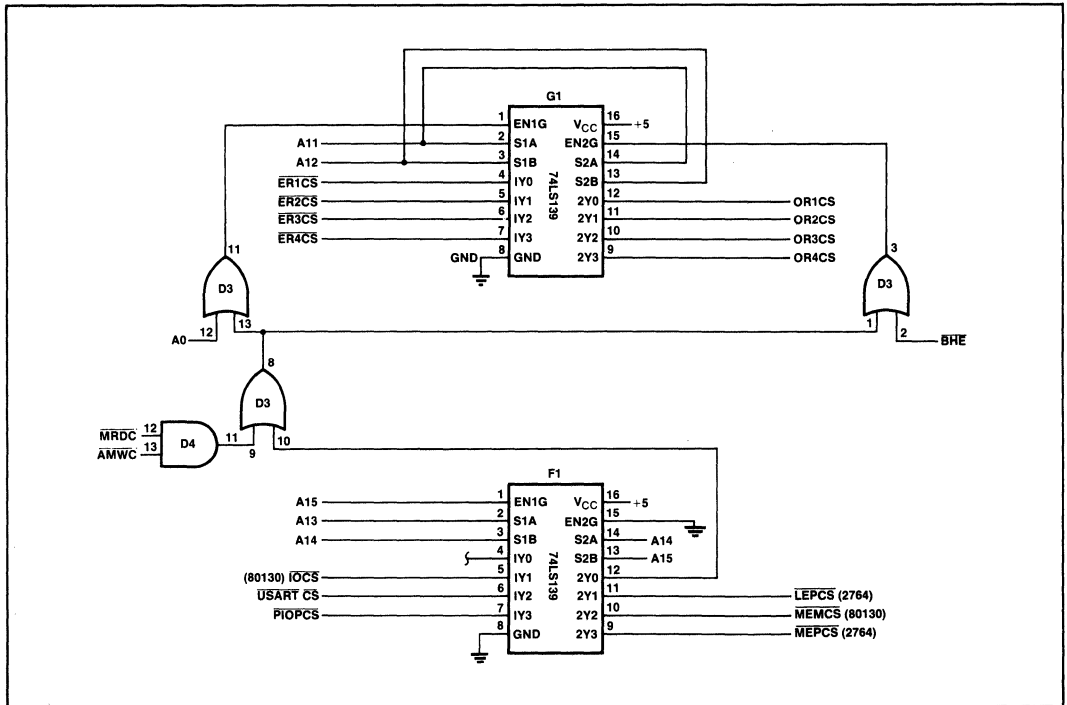 G1
1 EN1G VCC 16 +5
A11 2 S1A EN2G 15
A12 3 S1B S2A 14
ER1CS 4 IY0 S2B 13
ER2CS 5 IY1 2Y0 12 OR1CS
ER3CS 6 IY2 2Y1 11 OR2CS
ER4CS 7 IY3 2Y2 10 OR3CS
GND 8 GND 2Y3 9 OR4CS
74LS139
11
D3
A0 12 13
3
D3
1 2 BHE
8
D3
9 10
MRDC 12
AMWC 13
D4 11
F1
A15 1 EN1G VCC 16 +5
A13 2 S1A EN2G 15
A14 3 S1B S2A 14 A14
4 IY0 S2B 13 A15
(80130) IOCS 5 IY1 2Y0 12
USART CS 6 IY2 2Y1 11 LEPCS (2764)
PIOPCS 7 IY3 2Y2 10 MEMCS (80130)
8 GND 2Y3 9 MEPCS (2764)
74LS139